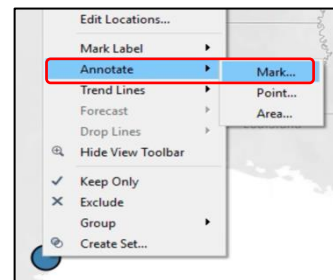 Edit Locations...
Mark Label
Annotate
Mark...
Trend Lines
Point...
Forecast
Area...
Drop Lines
Hide View Toolbar
Keep Only
Exclude
Group
Create Set...